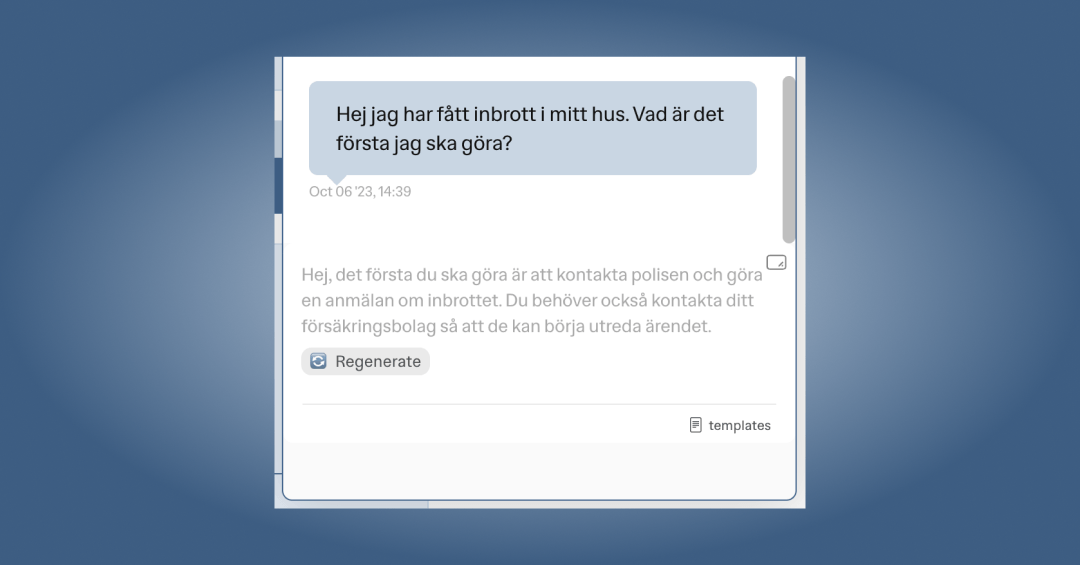 Hej jag har fått inbrott i mitt hus. Vad är det
första jag ska göra?
Oct 06 '23, 14:39
Hej, det första du ska göra är att kontakta polisen och göra
en anmälan om inbrottet. Du behöver också kontakta ditt
försäkringsbolag så att de kan börja utreda ärendet.
Regenerate
templates